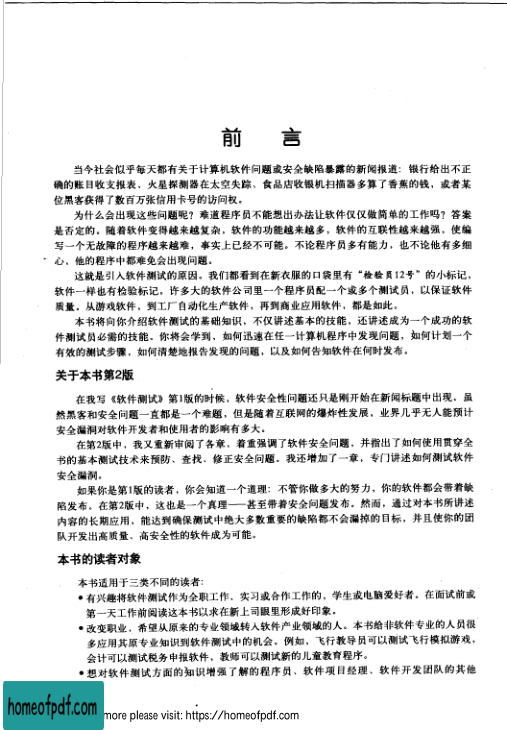 前 言
当今社会似乎每天都有关于计算机软件问题或安全缺陷暴露的新闻报道：银行给出不正
确的账目收支报表、火星探测器在太空失踪、食品店收银机扫描器多算了香蕉的钱，或者某
位黑客获得了数百万张信用卡号的访问权。
为什么会出现这些问题呢？难道程序员不能想出办法让软件仅仅做简单的工作吗？答案
是否定的。随着软件变得越来越复杂，软件的功能越来越多，软件的互联性越来越强，使编
写一个无故障的程序越来越难，事实上已经不可能。不论程序员多有能力，也不论他有多细
心，他的程序中都难免会出现问题。
这就是引入软件测试的原因。我们都看到在新衣服的口袋里有“检验员12号”的小标记，
软件一样也有检验标记。许多大的软件公司里一个程序员配一个或多个测试员，以保证软件
质量。从游戏软件，到工厂自动化生产软件，再到商业应用软件，都是如此。
本书将向你介绍软件测试的基础知识，不仅讲述基本的技能，还讲述成为一个成功的软
件测试员必需的技能。你将会学到，如何迅速在任一计算机程序中发现问题，如何计划一个
有效的测试步骤，如何清楚地报告发现的问题，以及如何告知软件在何时发布。
关于本书第2版
在我写《软件测试》第1版的时候，软件安全性问题还只是刚开始在新闻标题中出现。虽
然黑客和安全问题一直都是一个难题，但是随着互联网的爆炸性发展，业界几乎无人能预计
安全漏洞对软件开发者和使用者的影响有多大。
在第2版中，我又重新审阅了各章，着重强调了软件安全问题，并指出了如何使用贯穿全
书的基本测试技术来预防、查找、修正安全问题。我还增加了一章，专门讲述如何测试软件
安全漏洞。
如果你是第1版的读者，你会知道一个道理：不管你做多大的努力，你的软件都会带着缺
陷发布。在第2版中，这也是一个真理——甚至带着安全问题发布。然而，通过对本书所讲述
内容的长期应用，能达到确保测试中绝大多数重要的缺陷都不会漏掉的目标，并且使你的团
队开发出高质量、高安全性的软件成为可能。
本书的读者对象
本书适用于三类不同的读者：
●有兴趣将软件测试作为全职工作、实习或合作工作的，学生或电脑爱好者。在面试前或
第一天工作前阅读这本书以求在新上司眼里形成好印象。
●改变职业，希望从原来的专业领域转入软件产业领域的人。本书给非软件专业的人员很
多应用其原专业知识到软件测试中的机会。例如，飞行教导员可以测试飞行模拟游戏，
会计可以测试税务申报软件，教师可以测试新的儿童教育程序。
●想对软件测试方面的知识增强了解的程序员、软件项目经理、软件开发团队的其他
homeofpdf.com
more please visit: https://homeofpdf.com